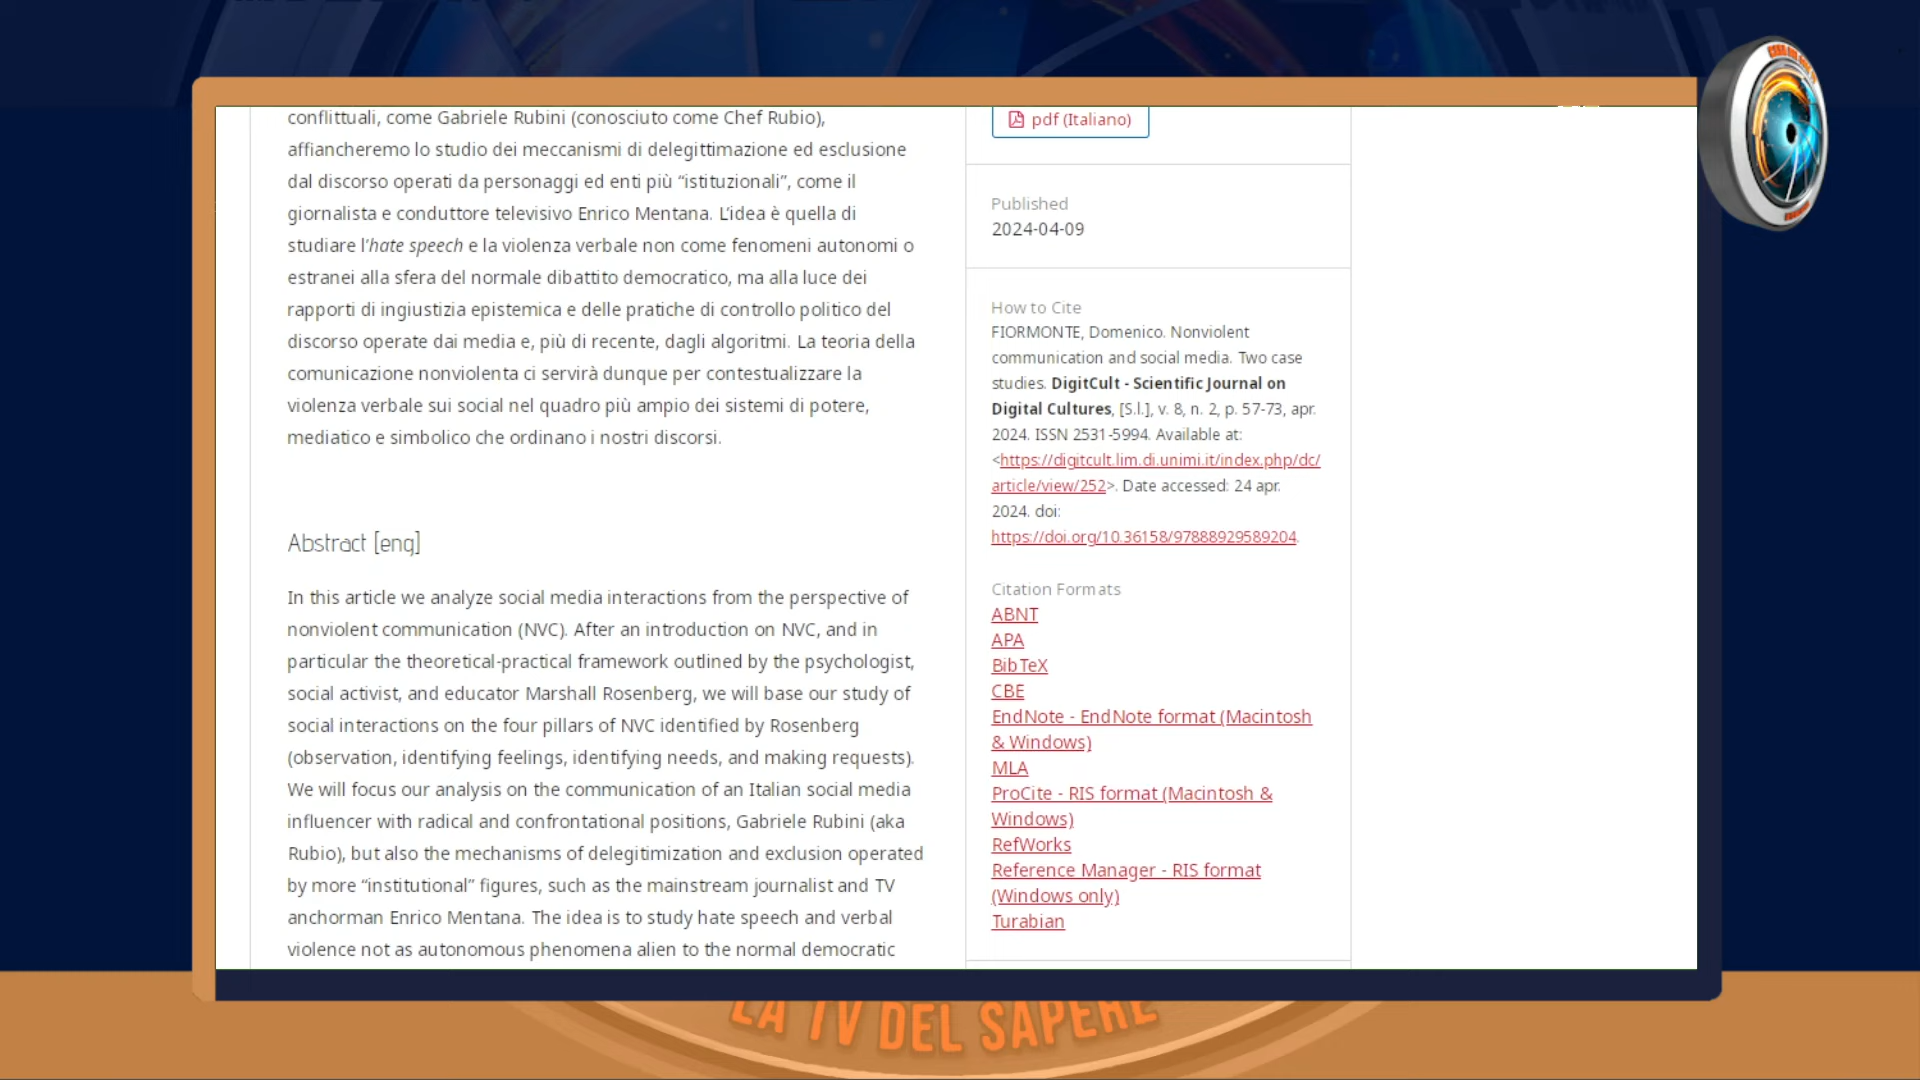 conflittuali, come Gabriele Rubini (conosciuto come Chef Rubio),
affiancheremo lo studio dei meccanismi di delegittimazione ed esclusione
dal discorso operati da personaggi ed enti più “istituzionali”, come il
giornalista e conduttore televisivo Enrico Mentana. L’idea è quella di
studiare l’hate speech e la violenza verbale non come fenomeni autonomi o
estranei alla sfera del normale dibattito democratico, ma alla luce dei
rapporti di ingiustizia epistemica e delle pratiche di controllo politico del
discorso operate dai media e, più di recente, dagli algoritmi. La teoria della
comunicazione nonviolenta ci servirà dunque per contestualizzare la
violenza verbale sui social nel quadro più ampio dei sistemi di potere,
mediatico e simbolico che ordinano i nostri discorsi.
Abstract [eng]
In this article we analyze social media interactions from the perspective of
nonviolent communication (NVC). After an introduction on NVC, and in
particular the theoretical-practical framework outlined by the psychologist,
social activist, and educator Marshall Rosenberg, we will base our study of
social interactions on the four pillars of NVC identified by Rosenberg
(observation, identifying feelings, identifying needs, and making requests).
We will focus our analysis on the communication of an Italian social media
influencer with radical and confrontational positions, Gabriele Rubini (aka
Rubio), but also the mechanisms of delegitimization and exclusion operated
by more “institutional” figures, such as the mainstream journalist and TV
anchorman Enrico Mentana. The idea is to study hate speech and verbal
violence not as autonomous phenomena alien to the normal democratic
pdf (Italiano)
Published
2024-04-09
How to Cite
FIORMONTE, Domenico. Nonviolent
communication and social media. Two case
studies. DigitCult - Scientific Journal on
Digital Cultures, [S.l.], v. 8, n. 2, p. 57-73, apr.
2024. ISSN 2531-5994. Available at:
<https://digitcult.lim.di.unimi.it/index.php/dc/
article/view/252>. Date accessed: 24 apr.
2024. doi:
https://doi.org/10.36158/97888929589204.
Citation Formats
ABNT
APA
BibTeX
CBE
EndNote - EndNote format (Macintosh
& Windows)
MLA
ProCite - RIS format (Macintosh &
Windows)
RefWorks
Reference Manager - RIS format
(Windows only)
Turabian
LA TV DEL SAPERE